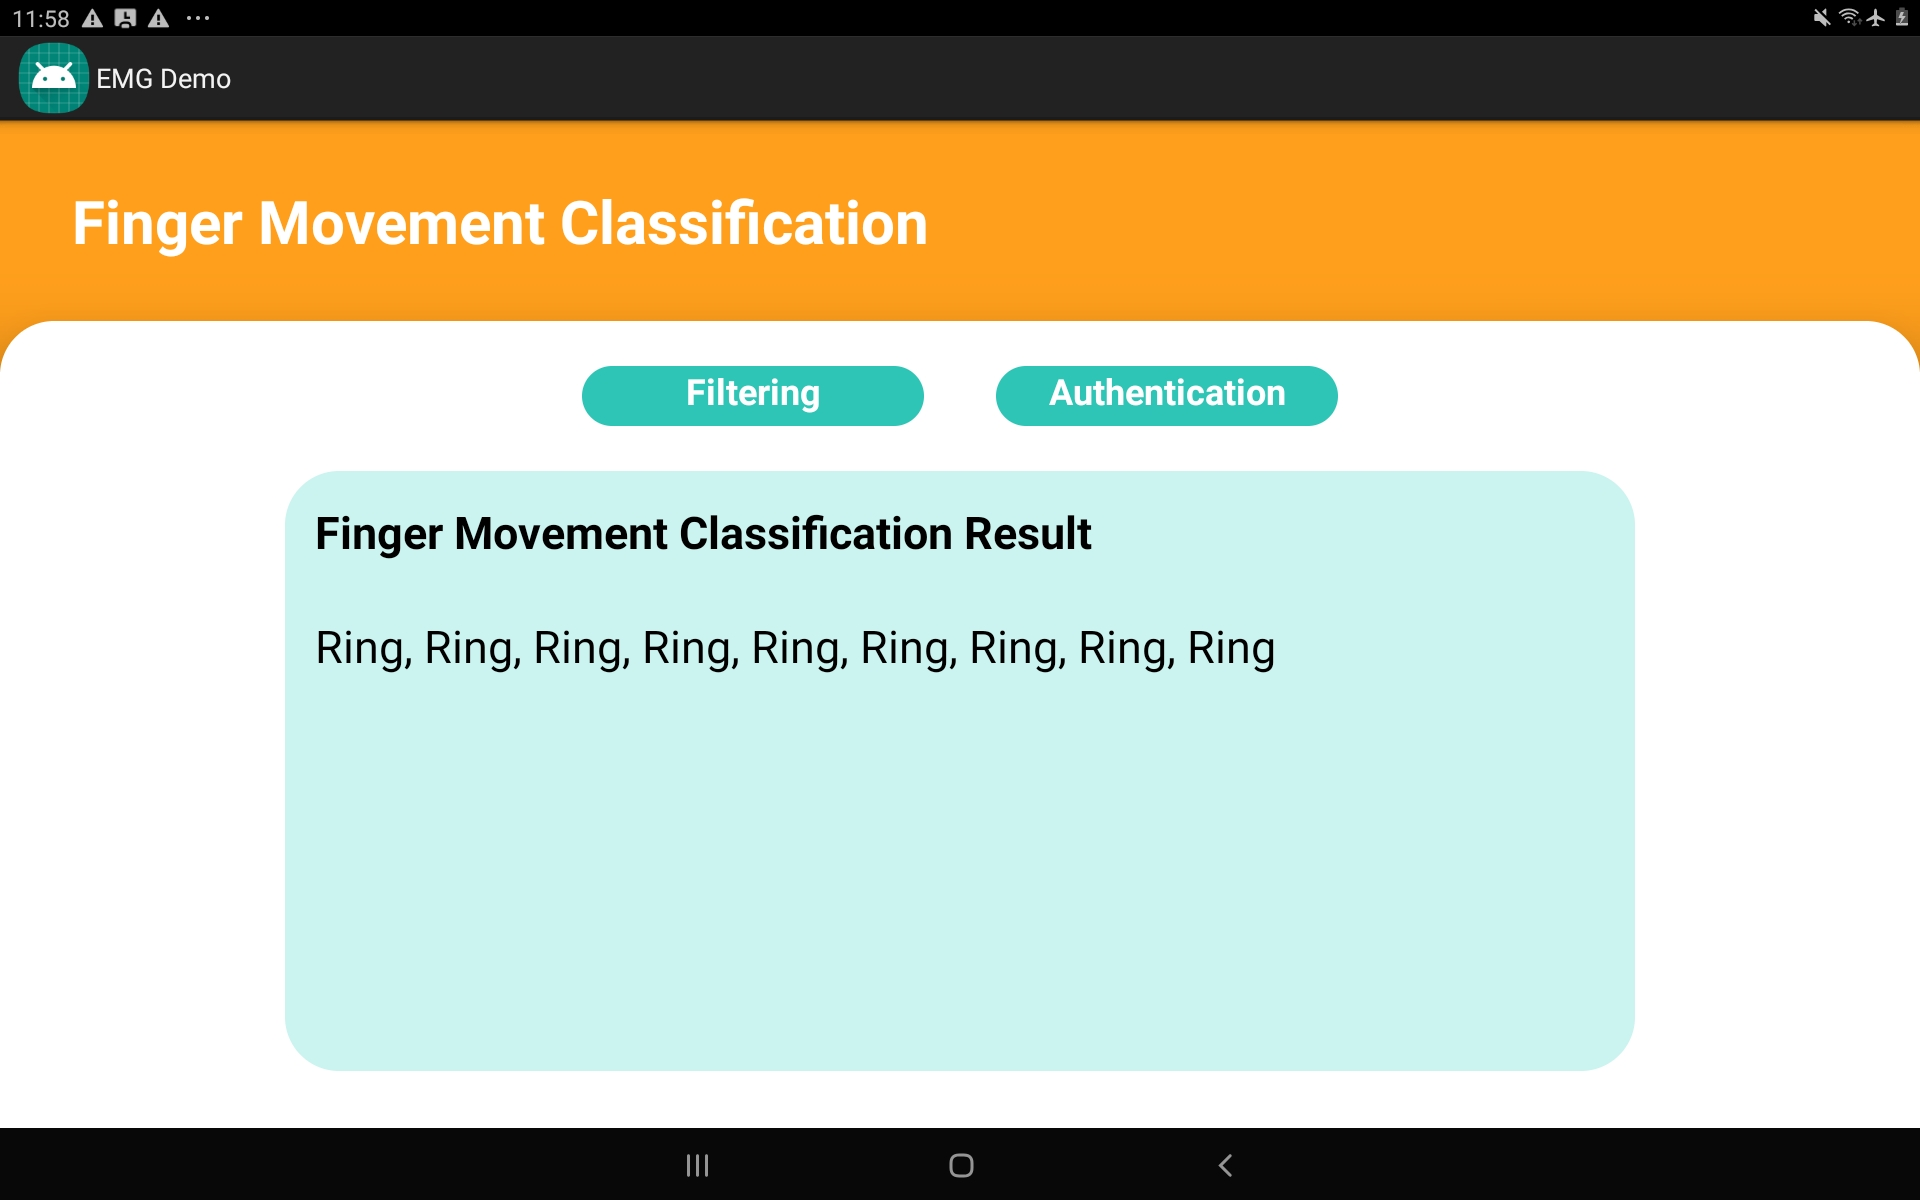 11:58
EMG Demo
Finger Movement Classification
Filtering
Authentication
Finger Movement Classification Result
Ring, Ring, Ring, Ring, Ring, Ring, Ring, Ring, Ring